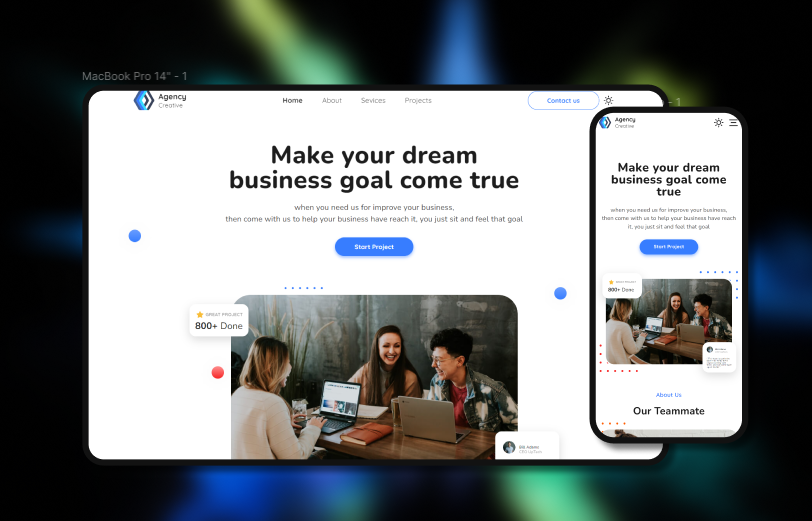 MacBook Pro 14" - 1
Agency
Creative
Home
About
Sevices
Projects
Contact us
Make your dream
business goal come true
when you need us for improve your business,
then come with us to help your business have reach it, you just sit and feel that goal
Start Project
GREAT PROJECT
800+ Done
- 1
Agency
Creative
Make your dream
business goal come
true
when you need us for improve your business,
then come with us to help your business have reach
it, you just sit and feel that goal
Start Project
GREAT PROJECT
800+ Done
About Us
Our Teammate